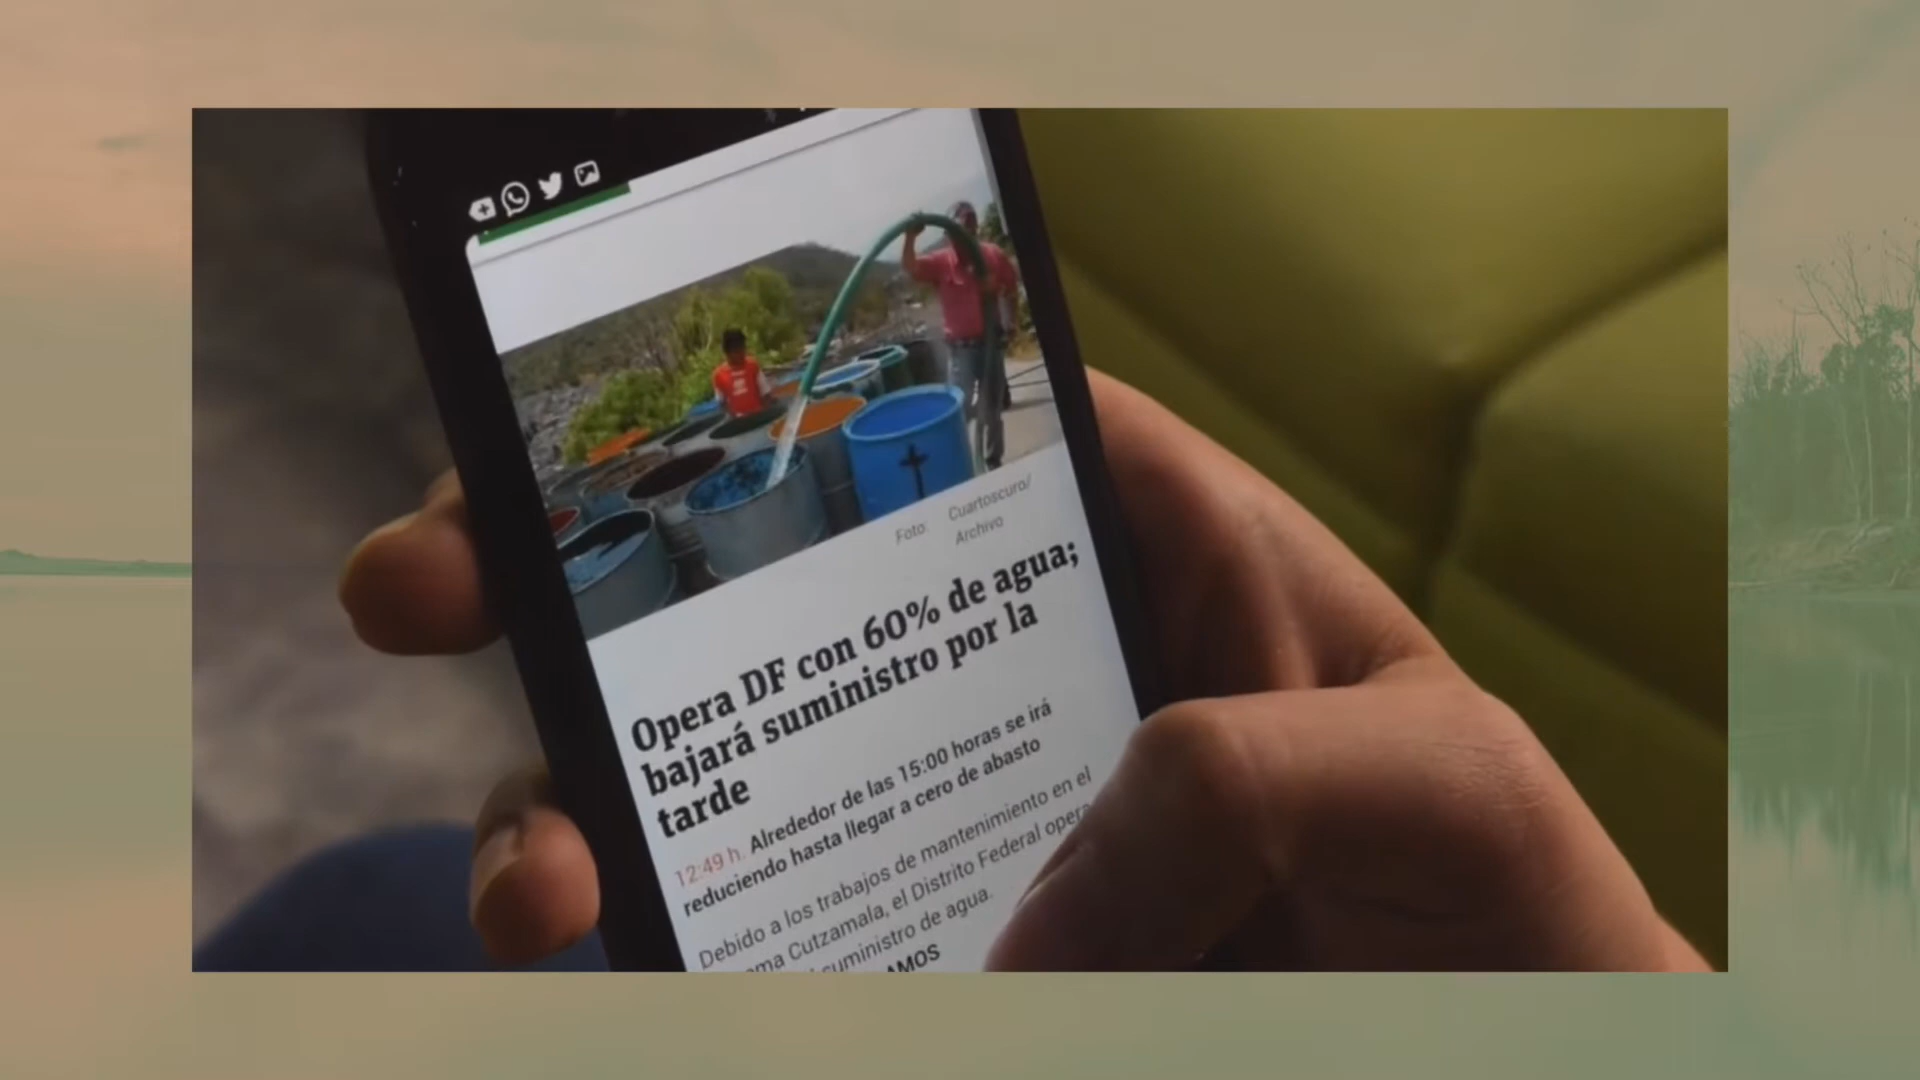 Foto: Cuartoscuro/
Archivo
Opera DF con 60% de agua;
bajará suministro por la
tarde
12:49 h. Alrededor de las 15:00 horas se irá
reduciendo hasta llegar a cero de abasto
Debido a los trabajos de mantenimiento en el
Cutzamala, el Distrito Federal opera
suministro de agua.